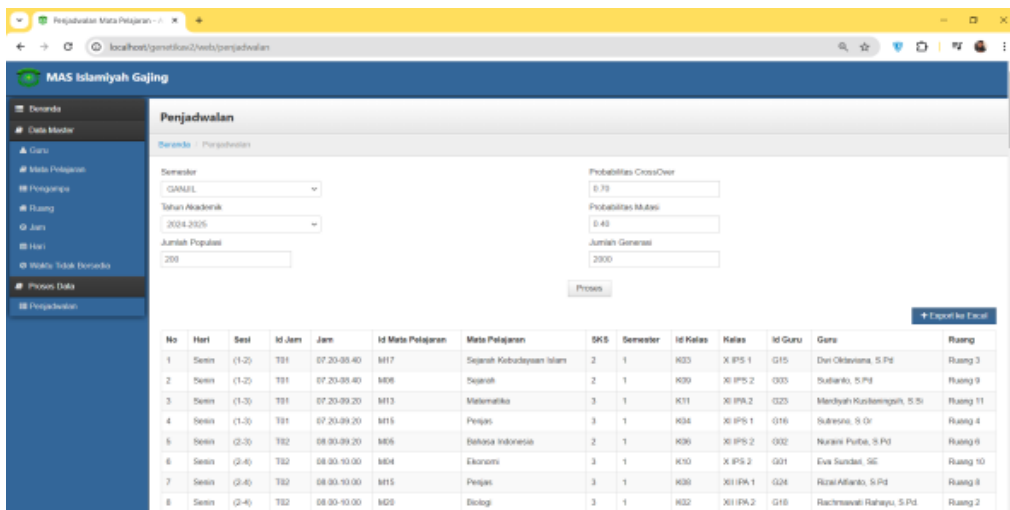 Penjadwalan Mata Pelajaran - A
localhost/genetikas2/web/penjadwalan
MAS Islamiyah Gajing
Beranda
Data Master
Guru
Mata Pelajaran
Pengampu
Ruang
Jam
Hari
Waktu Tidak Bersedia
Proses Data
Penjadwalan
Penjadwalan
Beranda / Penjadwalan
Semester
GANJIL
Tahun Akademik
2024-2025
Jumlah Populasi
200
Probabilitas CrossOver
0.70
Probabilitas Mutasi
0.40
Jumlah Generasi
2000
Proses
+ Export ke Excel
No Hari Sesi Id Jam Jam Id Mata Pelajaran Mata Pelajaran SKS Semester Id Kelas Kelas Id Guru Guru Ruang
1 Senin (1-2) T01 07.20-08.40 M17 Sejarah Kebudayaan Islam 2 1 K03 X IPS 1 G15 Dwi Oktaviana, S.Pd Ruang 3
2 Senin (1-2) T01 07.20-08.40 M06 Sejarah 2 1 K09 XI IPS 2 G03 Sudianto, S.Pd Ruang 9
3 Senin (1-3) T01 07.20-09.20 M13 Matematika 3 1 K11 XI IPA 2 G23 Mardiyah S.Si Ruang 11
4 Senin (1-3) T01 07.20-09.20 M15 Penjas 3 1 K04 XI IPS 1 G16 Sutresno, S.Or Ruang 4
5 Senin (2-3) T02 08.00-09.20 M05 Bahasa Indonesia 2 1 K06 XI IPS 2 G02 Nuraini Purba, S.Pd Ruang 6
6 Senin (2-4) T02 08.00-10.00 M04 Ekonomi 3 1 K10 X IPS 2 G01 Eva Sundari, SE Ruang 10
7 Senin (2-4) T02 08.00-10.00 M15 Penjas 3 1 K08 XII IPA 1 G24 Rizal Alfianto, S.Pd Ruang 8
8 Senin (2-4) T02 08.00-10.00 M20 Biologi 3 1 K02 XII IPA 2 G18 Rachmawati Rahayu, S.Pd. Ruang 2